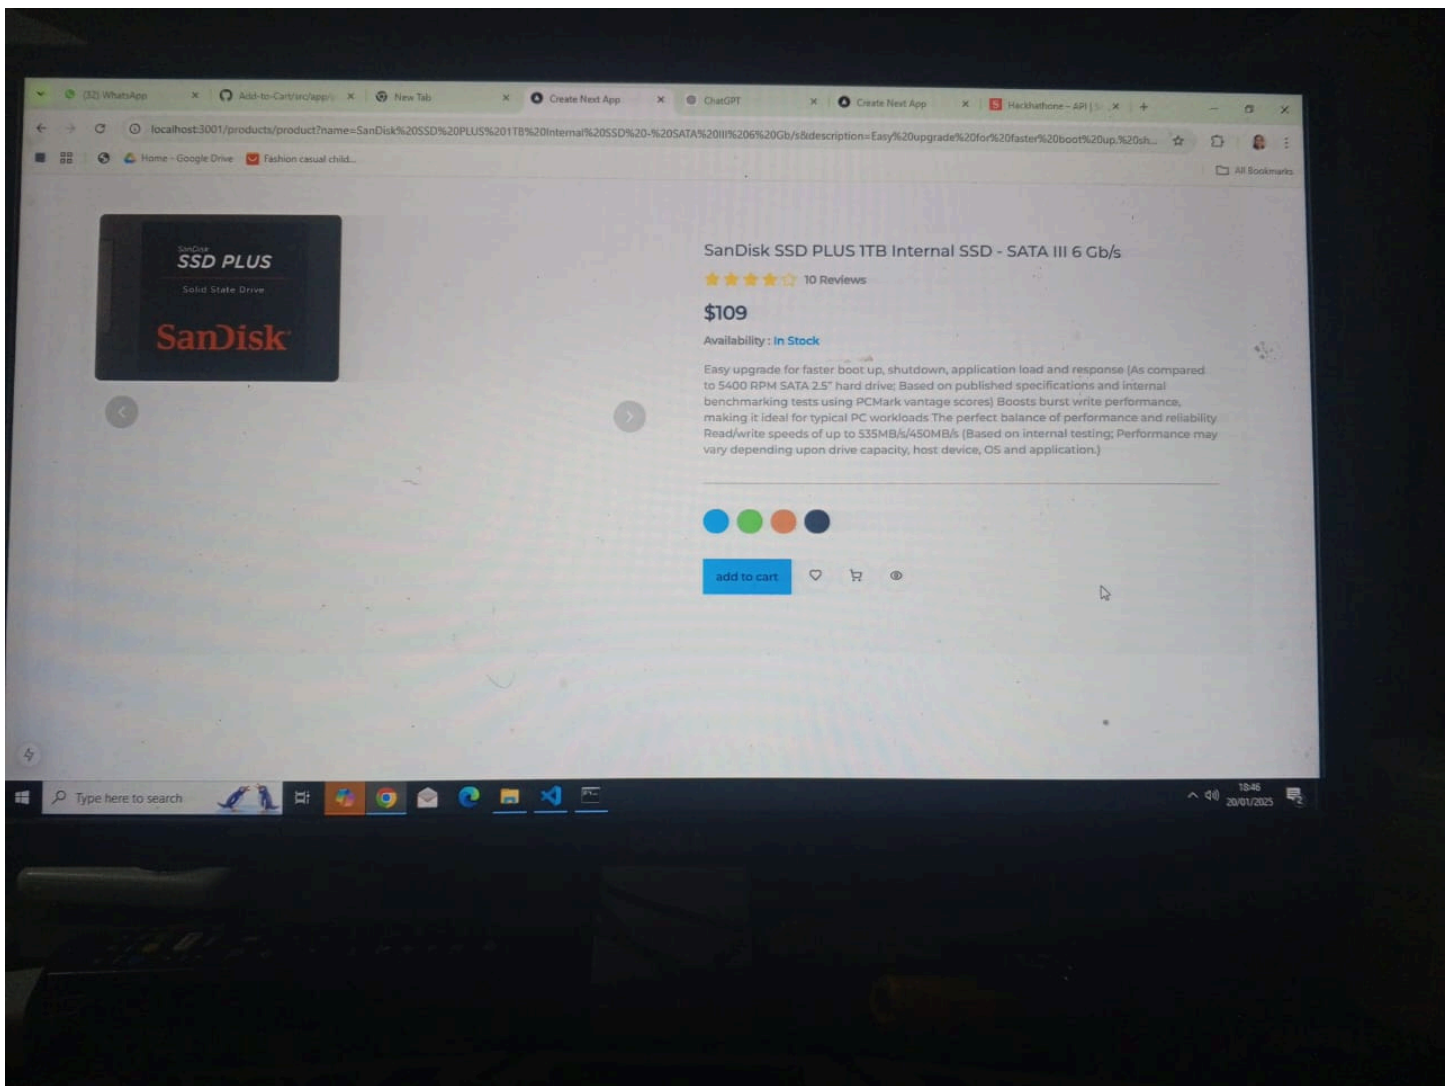 (32) WhatsApp
Add-to-Cart/src/app/
New Tab
Create Next App
ChatGPT
Create Next App
Hackhathone – API |
localhost:3001/products/product?name=SanDisk%20SSD%20PLUS%201TB%20Internal%20SSD%20-%20SATA%20III%206%20Gb/s&description=Easy%20upgrade%20for%20faster%20boot%20up,%20sh...
Home - Google Drive
Fashion casual child...
All Bookmarks
SanDisk
SSD PLUS
Solid State Drive
SanDisk
SanDisk SSD PLUS 1TB Internal SSD - SATA III 6 Gb/s
10 Reviews
$109
Availability : In Stock
Easy upgrade for faster boot up, shutdown, application load and response (As compared
to 5400 RPM SATA 2.5” hard drive; Based on published specifications and internal
benchmarking tests using PCMark vantage scores) Boosts burst write performance,
making it ideal for typical PC workloads The perfect balance of performance and reliability
Read/write speeds of up to 535MB/s/450MB/s (Based on internal testing; Performance may
vary depending upon drive capacity, host device, OS and application.)
add to cart
Type here to search
18:46
20/01/2025
2